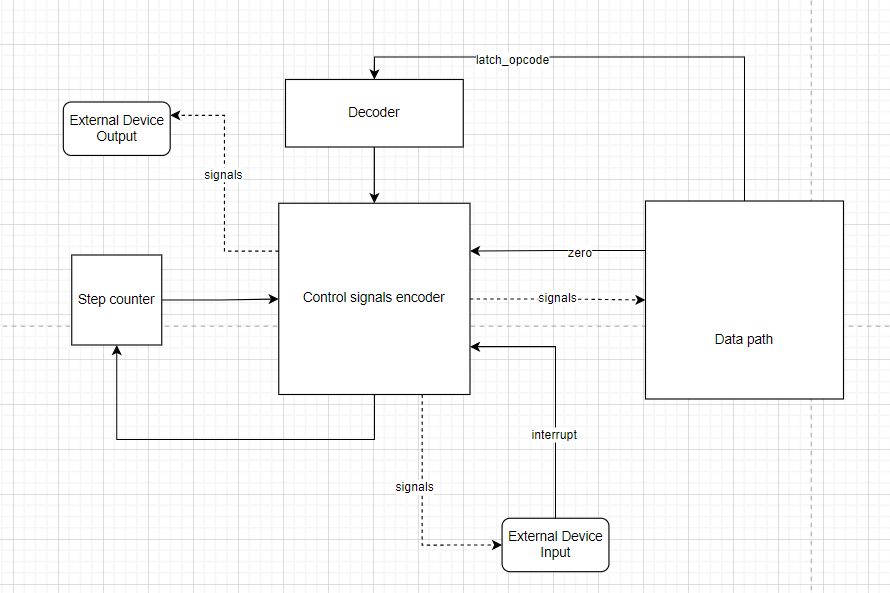 latch_opcode
Decoder
External Device
Output
signals
zero
Step counter
Control signals encoder
signals
Data path
interrupt
signals
External Device
Input